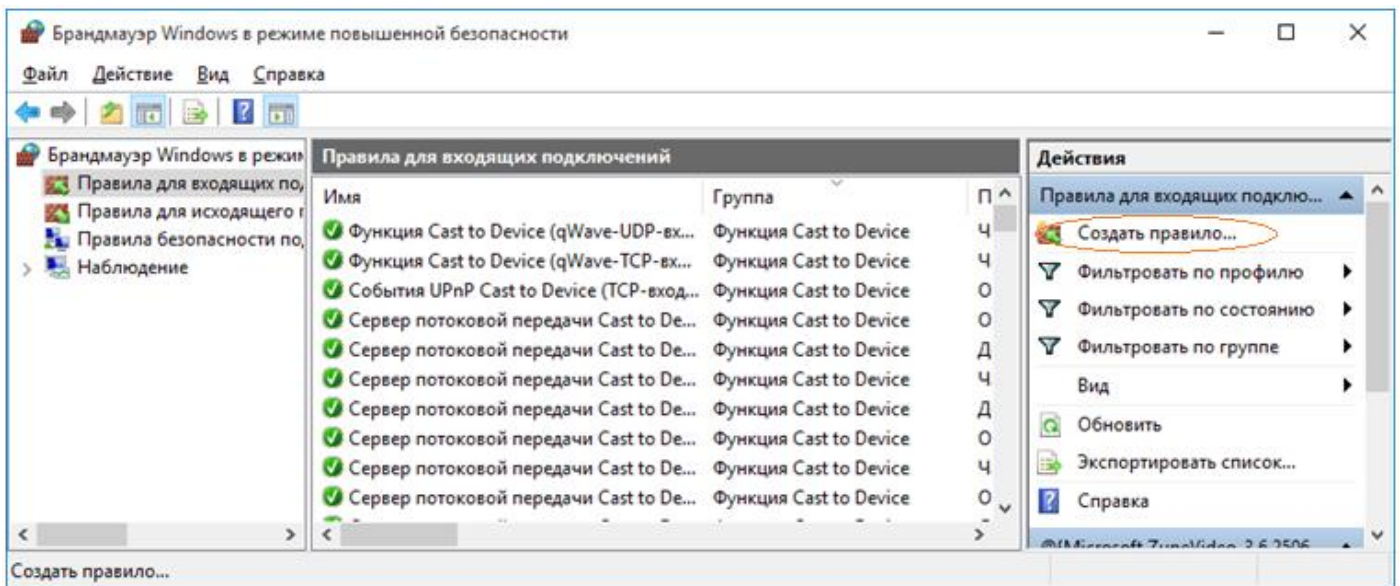 Брандмауэр Windows в режиме повышенной безопасности
Файл Действие Вид Справка
Брандмауэр Windows в режим
Правила для входящих по
Правила для исходящего
Правила безопасности по
Наблюдение
Правила для входящих подключений
Имя Группа П
Функция Cast to Device (qWave-UDP-вх... Функция Cast to Device Ч
Функция Cast to Device (qWave-TCP-вх... Функция Cast to Device Ч
События UPnP Cast to Device (TCP-вход... Функция Cast to Device О
Сервер потоковой передачи Cast to De... Функция Cast to Device О
Сервер потоковой передачи Cast to De... Функция Cast to Device Д
Сервер потоковой передачи Cast to De... Функция Cast to Device Ч
Сервер потоковой передачи Cast to De... Функция Cast to Device Д
Сервер потоковой передачи Cast to De... Функция Cast to Device О
Сервер потоковой передачи Cast to De... Функция Cast to Device Ч
Сервер потоковой передачи Cast to De... Функция Cast to Device О
Действия
Правила для входящих подклю...
Создать правило...
Фильтровать по профилю
Фильтровать по состоянию
Фильтровать по группе
Вид
Обновить
Экспортировать список...
Справка
Создать правило...